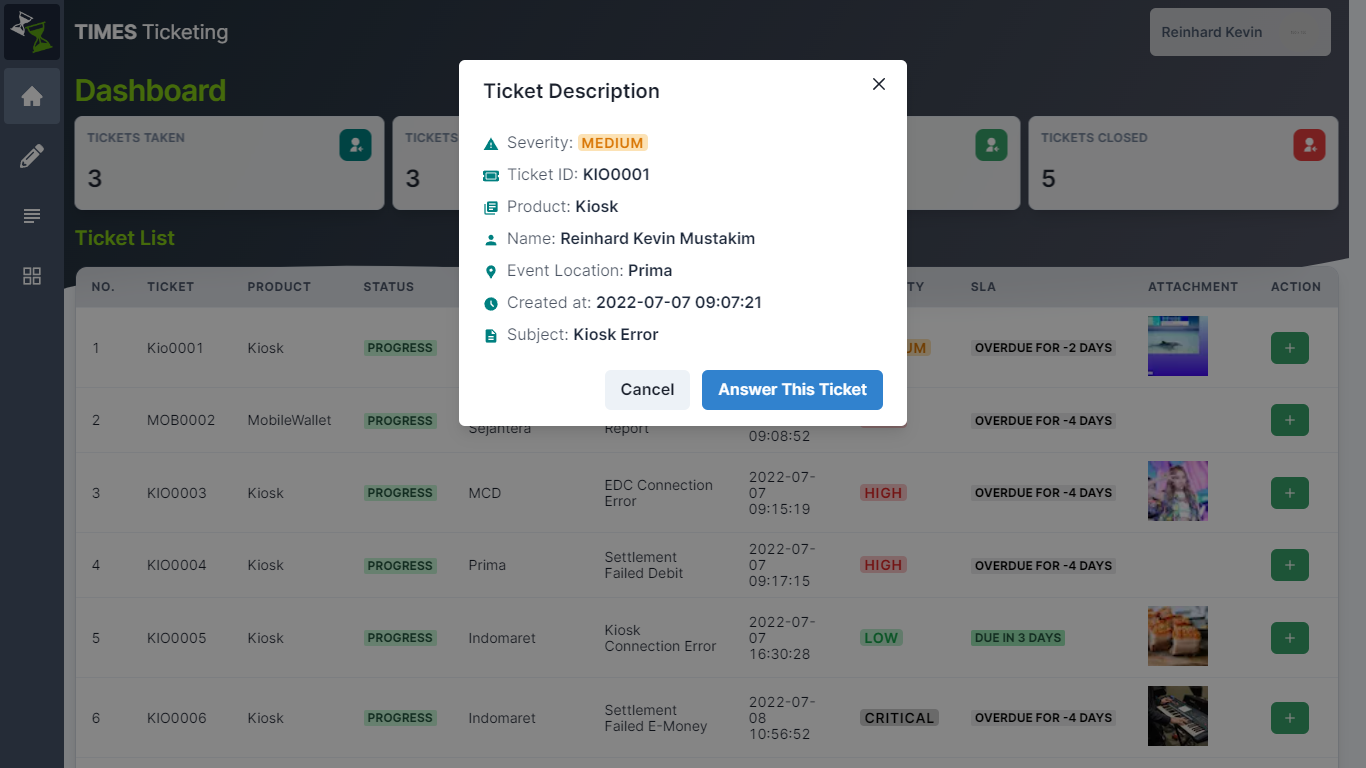 TIMES Ticketing
Reinhard Kevin
Dashboard
TICKETS TAKEN
3
TICKETS
3
TICKETS CLOSED
5
Ticket List
Ticket Description
Severity: MEDIUM
Ticket ID: KIO0001
Product: Kiosk
Name: Reinhard Kevin Mustakim
Event Location: Prima
Created at: 2022-07-07 09:07:21
Subject: Kiosk Error
Cancel
Answer This Ticket
NO. TICKET PRODUCT STATUS TY SLA ATTACHMENT ACTION
1 Kio0001 Kiosk PROGRESS UM OVERDUE FOR -2 DAYS +
2 MOB0002 MobileWallet PROGRESS Sejahtera Report 09:08:52 OVERDUE FOR -4 DAYS +
3 KIO0003 Kiosk PROGRESS MCD EDC Connection Error 2022-07-07 09:15:19 HIGH OVERDUE FOR -4 DAYS +
4 KIO0004 Kiosk PROGRESS Prima Settlement Failed Debit 2022-07-07 09:17:15 HIGH OVERDUE FOR -4 DAYS +
5 KIO0005 Kiosk PROGRESS Indomaret Kiosk Connection Error 2022-07-07 16:30:28 LOW DUE IN 3 DAYS +
6 KIO0006 Kiosk PROGRESS Indomaret Settlement Failed E-Money 2022-07-08 10:56:52 CRITICAL OVERDUE FOR -4 DAYS +